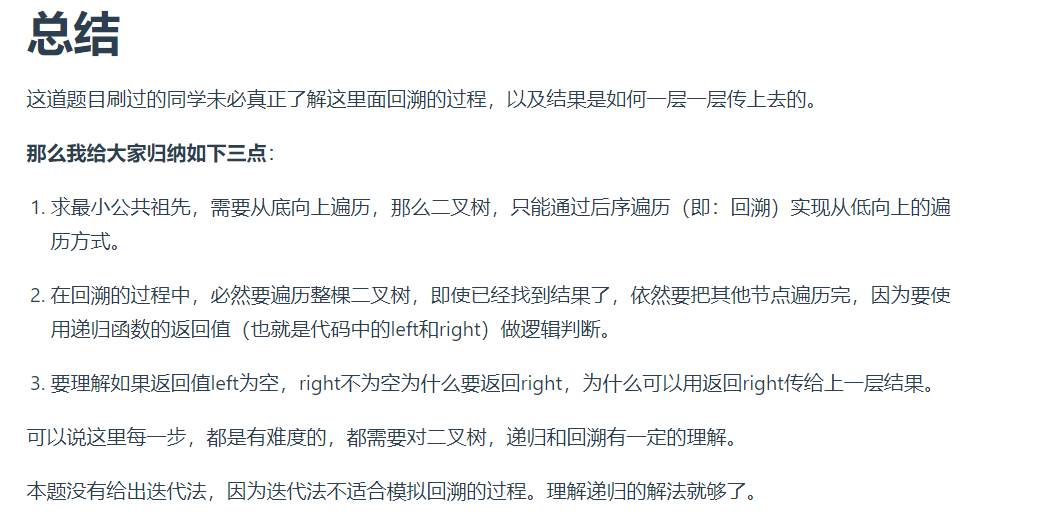 总结
这道题目刷过的同学未必真正了解这里面回溯的过程，以及结果是如何一层一层传上去的。
那么我给大家归纳如下三点：
1. 求最小公共祖先，需要从底向上遍历，那么二叉树，只能通过后序遍历（即：回溯）实现从低向上的遍
历方式。
2. 在回溯的过程中，必然要遍历整棵二叉树，即使已经找到结果了，依然要把其他节点遍历完，因为要使
用递归函数的返回值（也就是代码中的left和right）做逻辑判断。
3. 要理解如果返回值left为空，right不为空为什么要返回right，为什么可以用返回right传给上一层结果。
可以说这里每一步，都是有难度的，都需要对二叉树，递归和回溯有一定的理解。
本题没有给出迭代法，因为迭代法不适合模拟回溯的过程。理解递归的解法就够了。